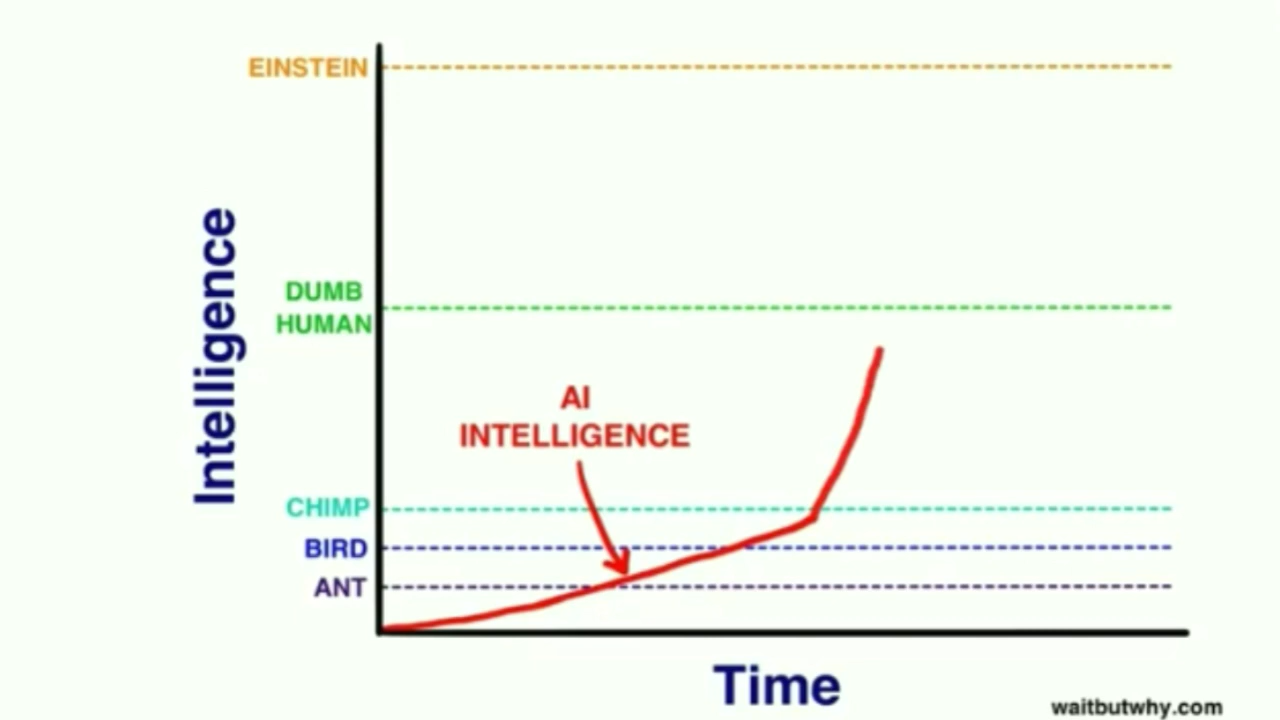 EINSTEIN
Intelligence
DUMB
HUMAN
AI
INTELLIGENCE
CHIMP
BIRD
ANT
Time
waitbutwhy.com